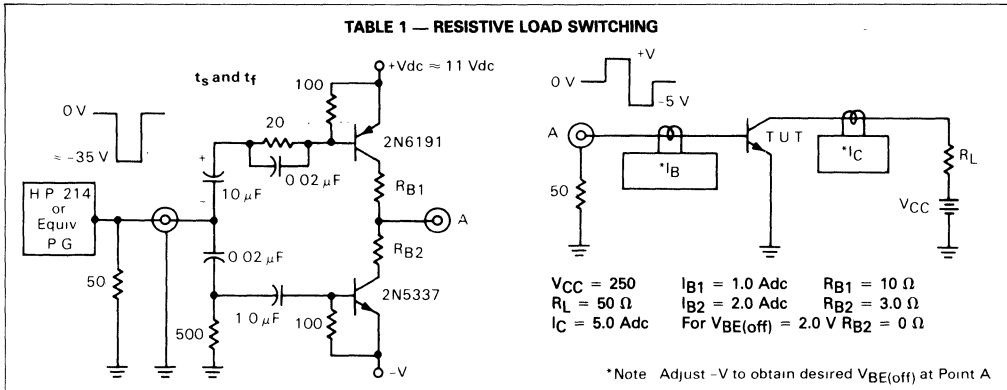 TABLE 1 — RESISTIVE LOAD SWITCHING
+Vdc ≈ 11 Vdc
ts and tf
100
0 V
20
≈ -35 V
2N6191
0 02 μF
+
10 μF
-
RB1
HP 214
or
Equiv
P G
A
50
0 02 μF
RB2
2N5337
1 0 μF
500
100
-V
+V
0 V
-5 V
A
TUT
*IB
*IC
50
RL
VCC
VCC = 250 IB1 = 1.0 Adc RB1 = 10 Ω
RL = 50 Ω IB2 = 2.0 Adc RB2 = 3.0 Ω
IC = 5.0 Adc For VBE(off) = 2.0 V RB2 = 0 Ω
*Note Adjust -V to obtain desired VBE(off) at Point A